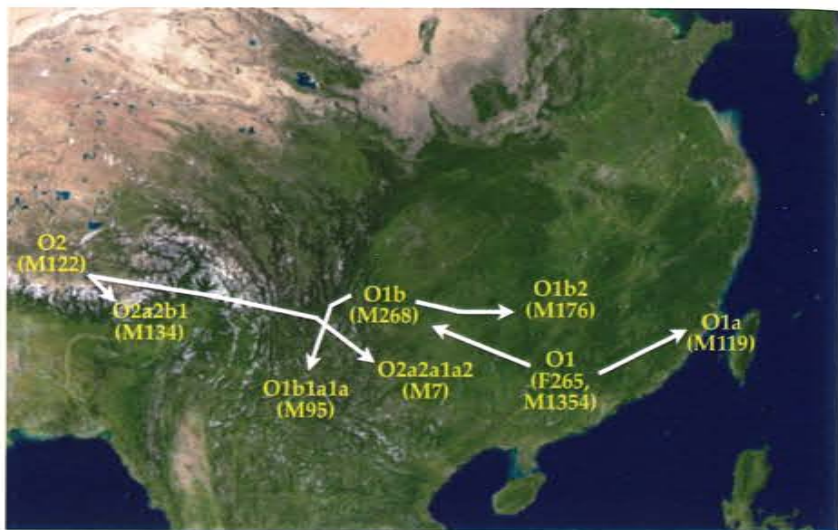 O2
(M122)
O2a2b1
(M134)
O1b
(M268)
O1b2
(M176)
O1a
(M119)
O1b1a1a
(M95)
O2a2a1a2
(M7)
O1
(F265,
M1354)